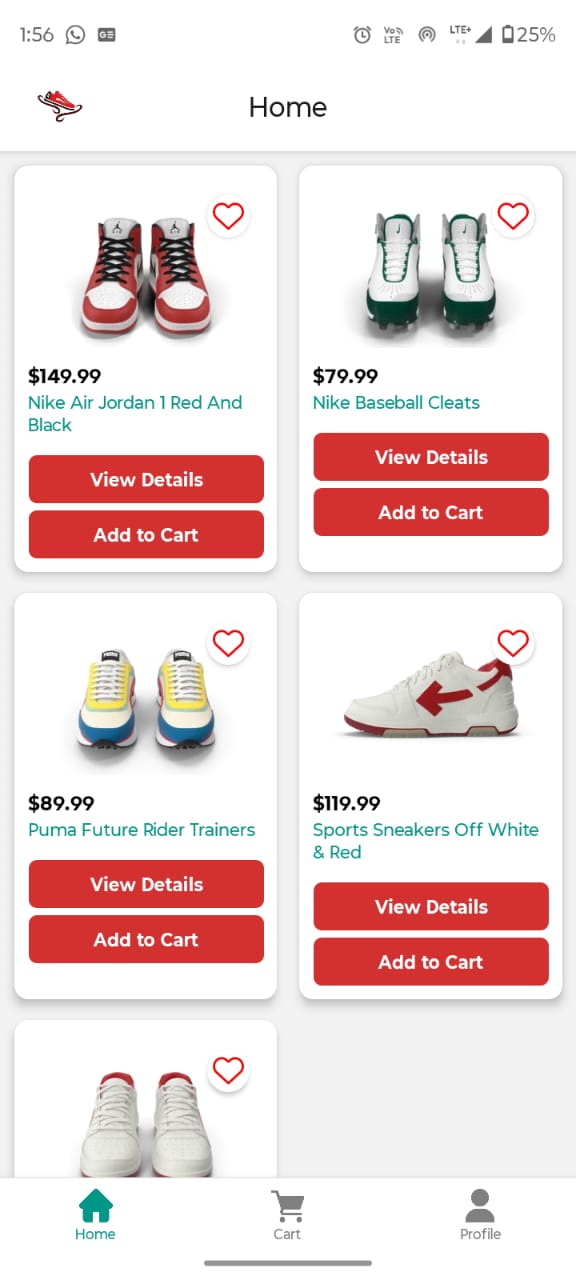 1:56 GE Vo LTE LTE+ 25%
Home
$149.99
Nike Air Jordan 1 Red And
Black
View Details
Add to Cart
$79.99
Nike Baseball Cleats
View Details
Add to Cart
$89.99
Puma Future Rider Trainers
View Details
Add to Cart
$119.99
Sports Sneakers Off White
& Red
View Details
Add to Cart
Home
Cart
Profile